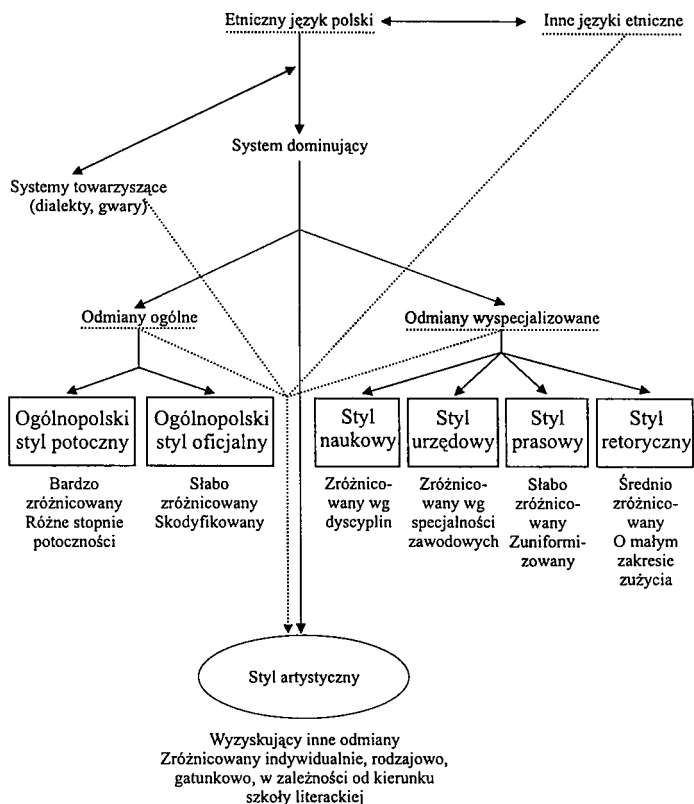 Etniczny język polski
Inne języki etniczne
System dominujący
Systemy towarzyszące
(dialekty, gwary)
Odmiany ogólne
Odmiany wyspecjalizowane
Ogólnopolski
styl potoczny
Ogólnopolski
styl oficjalny
Styl
naukowy
Styl
urzędowy
Styl
prasowy
Styl
retoryczny
Bardzo
zróżnicowany
Różne stopnie
potoczności
Słabo
zróżnicowany
Skodyfikowany
Zróżnico-
wany wg
dyscyplin
Zróżnico-
wany wg
specjalności
zawodowych
Słabo
zróżnico-
wany
Zuniformi-
zowany
Średnio
zróżnico-
wany
O małym
zakresie
zużycia
Styl artystyczny
Wyzyskujący inne odmiany
Zróżnicowany indywidualnie, rodzajowo,
gatunkowo, w zależności od kierunku
szkoły literackiej